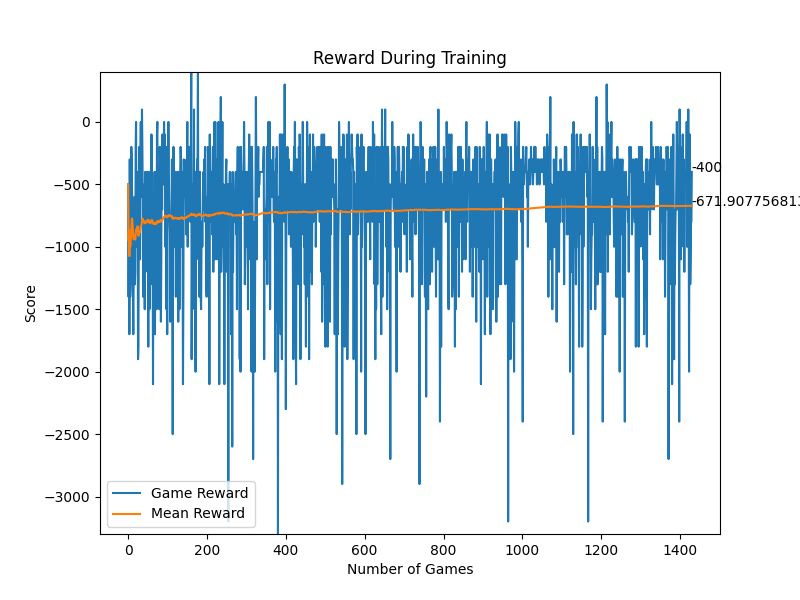 Reward During Training
Score
0
−500
−1000
−1500
−2000
−2500
−3000
-400
-671.907756813
Game Reward
Mean Reward
0 200 400 600 800 1000 1200 1400
Number of Games